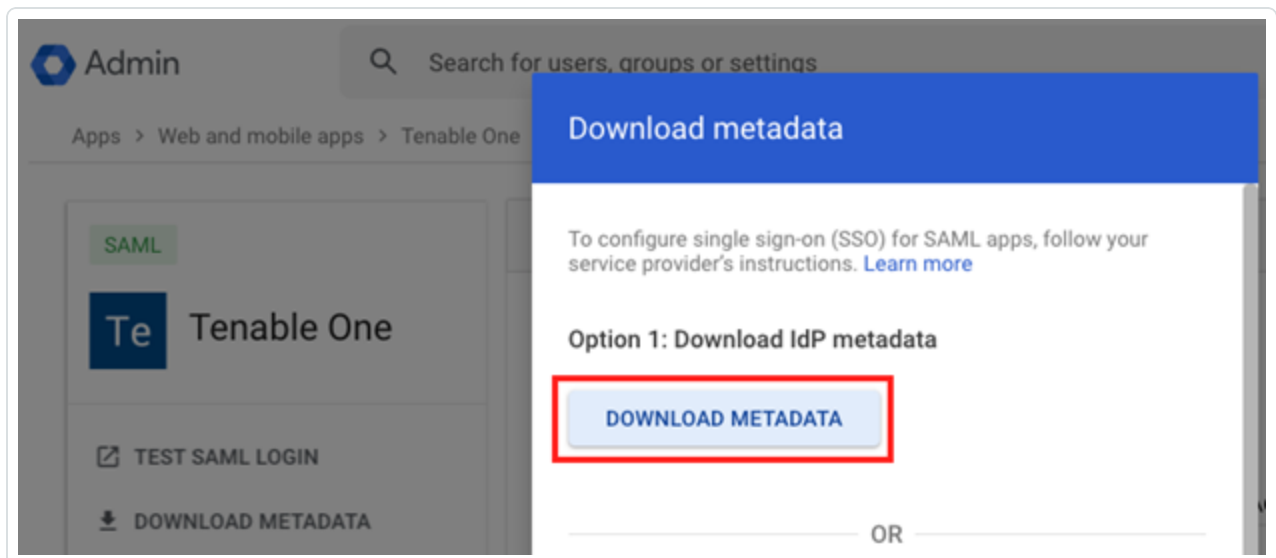 Admin
Search for users, groups or settings
Apps > Web and mobile apps > Tenable One
Download metadata
SAML
Te
Tenable One
TEST SAML LOGIN
DOWNLOAD METADATA
To configure single sign-on (SSO) for SAML apps, follow your
service provider's instructions. Learn more
Option 1: Download IdP metadata
DOWNLOAD METADATA
OR